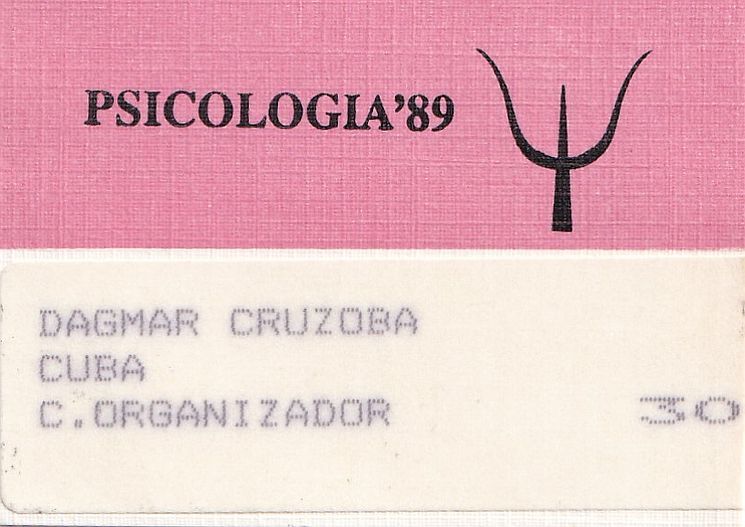 PSICOLOGIA'89
DAGMAR CRUZOBA
CUBA
C.ORGANIZADOR 30